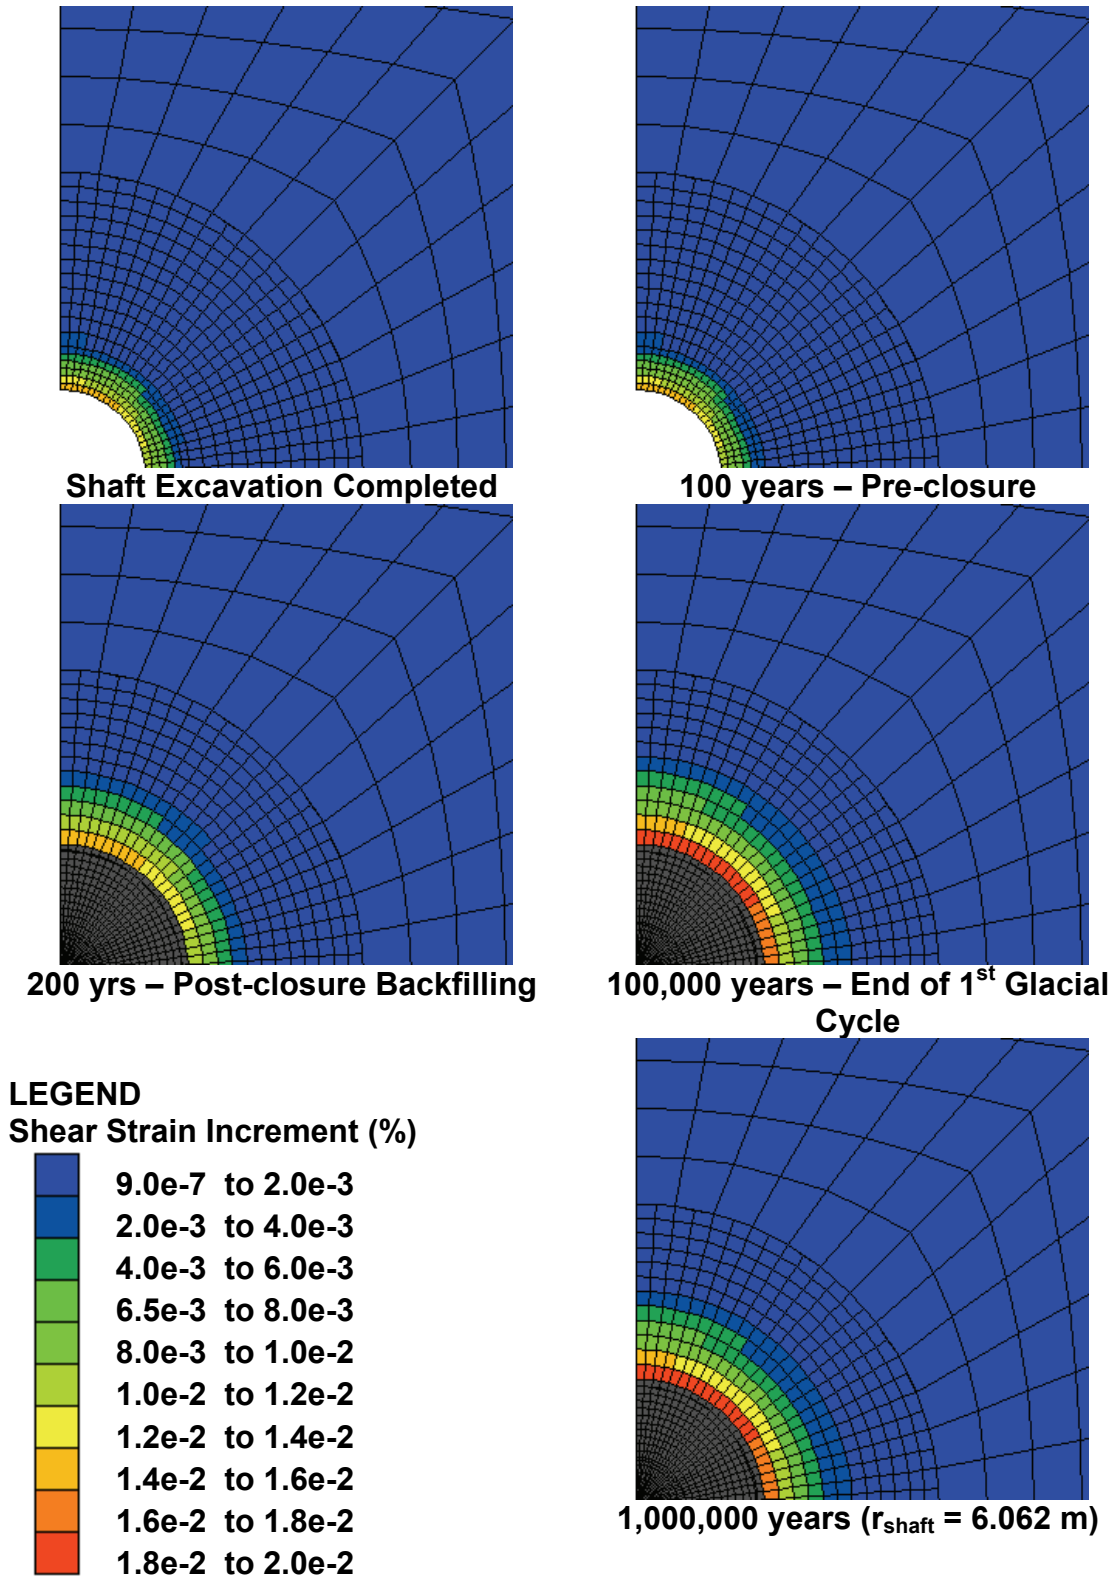 Shaft Excavation Completed
100 years – Pre-closure
200 yrs – Post-closure Backfilling
100,000 years – End of 1st Glacial
Cycle
LEGEND
Shear Strain Increment (%)
9.0e-7 to 2.0e-3
2.0e-3 to 4.0e-3
4.0e-3 to 6.0e-3
6.5e-3 to 8.0e-3
8.0e-3 to 1.0e-2
1.0e-2 to 1.2e-2
1.2e-2 to 1.4e-2
1.4e-2 to 1.6e-2
1.6e-2 to 1.8e-2
1.8e-2 to 2.0e-2
1,000,000 years (rshaft = 6.062 m)